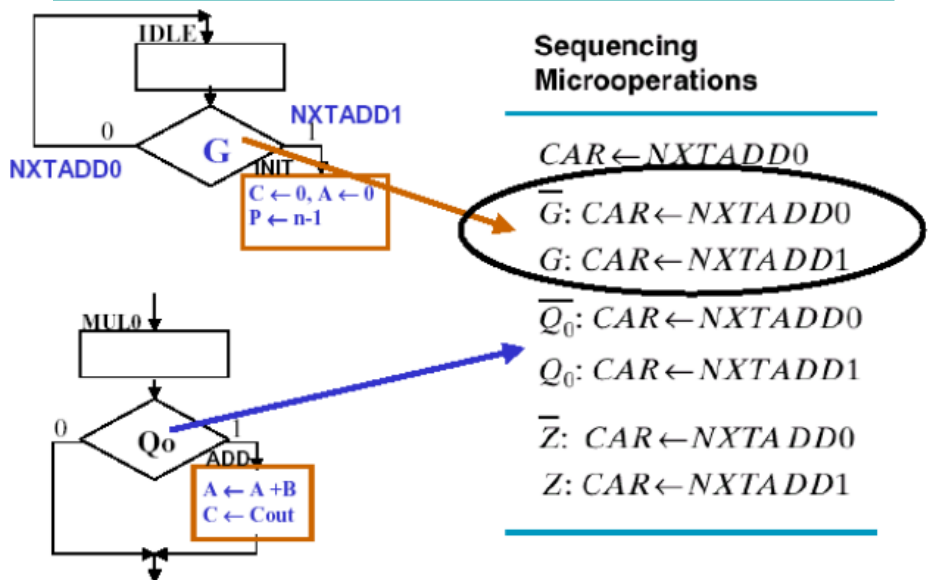 IDLE
0
G
1
NXTADD1
NXTADD0
INIT
C ← 0, A ← 0
P ← n-1
MUL0
0
Qo
1
ADD
A ← A +B
C ← Cout
Sequencing
Microoperations
CAR←NXTADD0
G̅: CAR←NXTADD0
G: CAR←NXTADD1
Q̅₀̅: CAR←NXTADD0
Q₀: CAR←NXTADD1
Z̅: CAR←NXTADD0
Z: CAR←NXTADD1